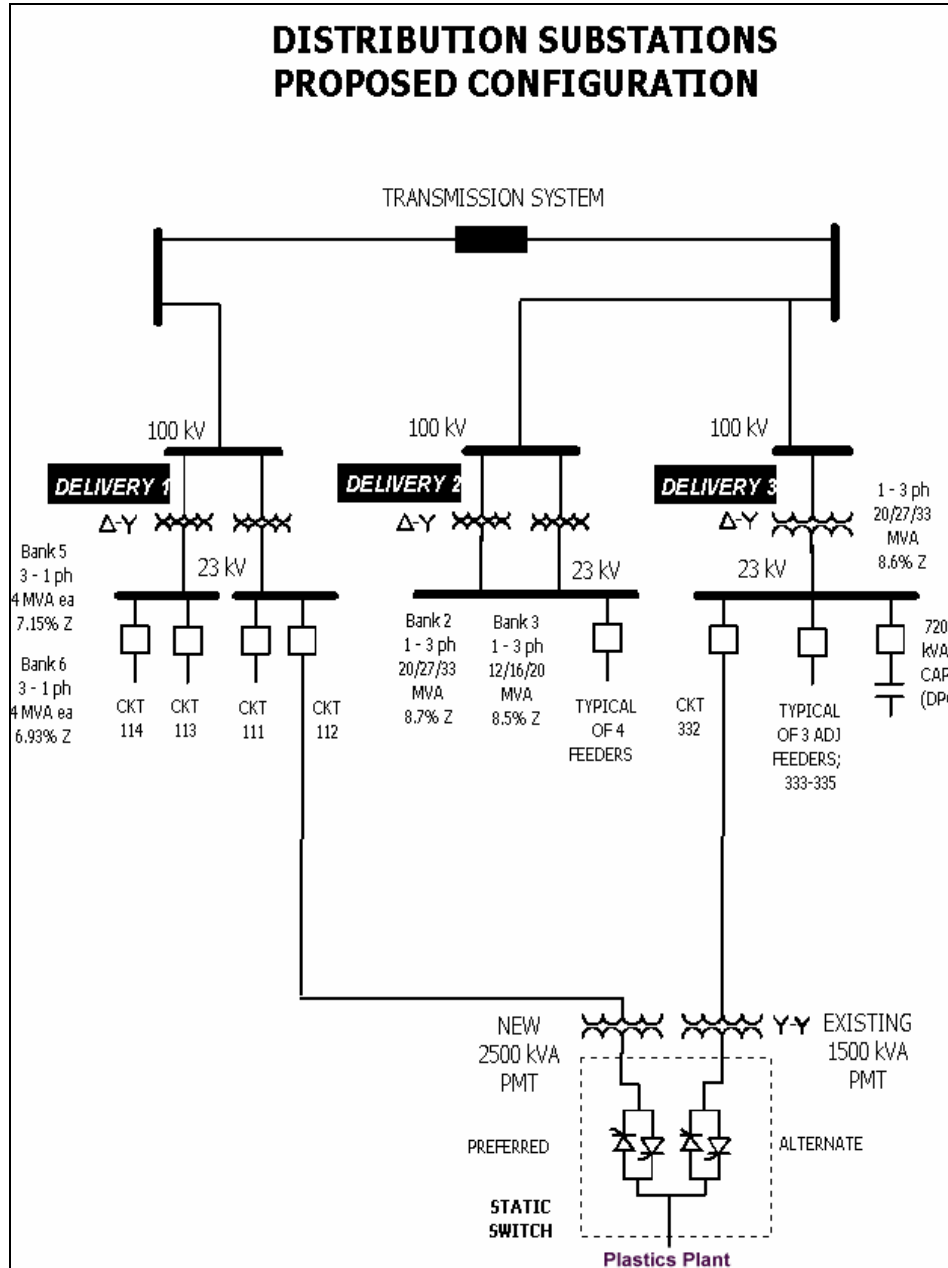 DISTRIBUTION SUBSTATIONS
PROPOSED CONFIGURATION
TRANSMISSION SYSTEM
100 kV
100 kV
100 kV
DELIVERY 1
DELIVERY 2
DELIVERY 3
Δ-Y
Δ-Y
Δ-Y
1 - 3 ph
20/27/33
MVA
8.6% Z
Bank 5
3 - 1 ph
4 MVA ea
7.15% Z
Bank 6
3 - 1 ph
4 MVA ea
6.93% Z
23 kV
23 kV
23 kV
CKT
114
CKT
113
CKT
111
CKT
112
Bank 2
1 - 3 ph
20/27/33
MVA
8.7% Z
Bank 3
1 - 3 ph
12/16/20
MVA
8.5% Z
TYPICAL
OF 4
FEEDERS
CKT
332
TYPICAL
OF 3 ADJ
FEEDERS;
333-335
720
kVA
CAP
NEW
2500 kVA
PMT
Y-Y
EXISTING
1500 kVA
PMT
PREFERRED
ALTERNATE
STATIC
SWITCH
Plastics Plant